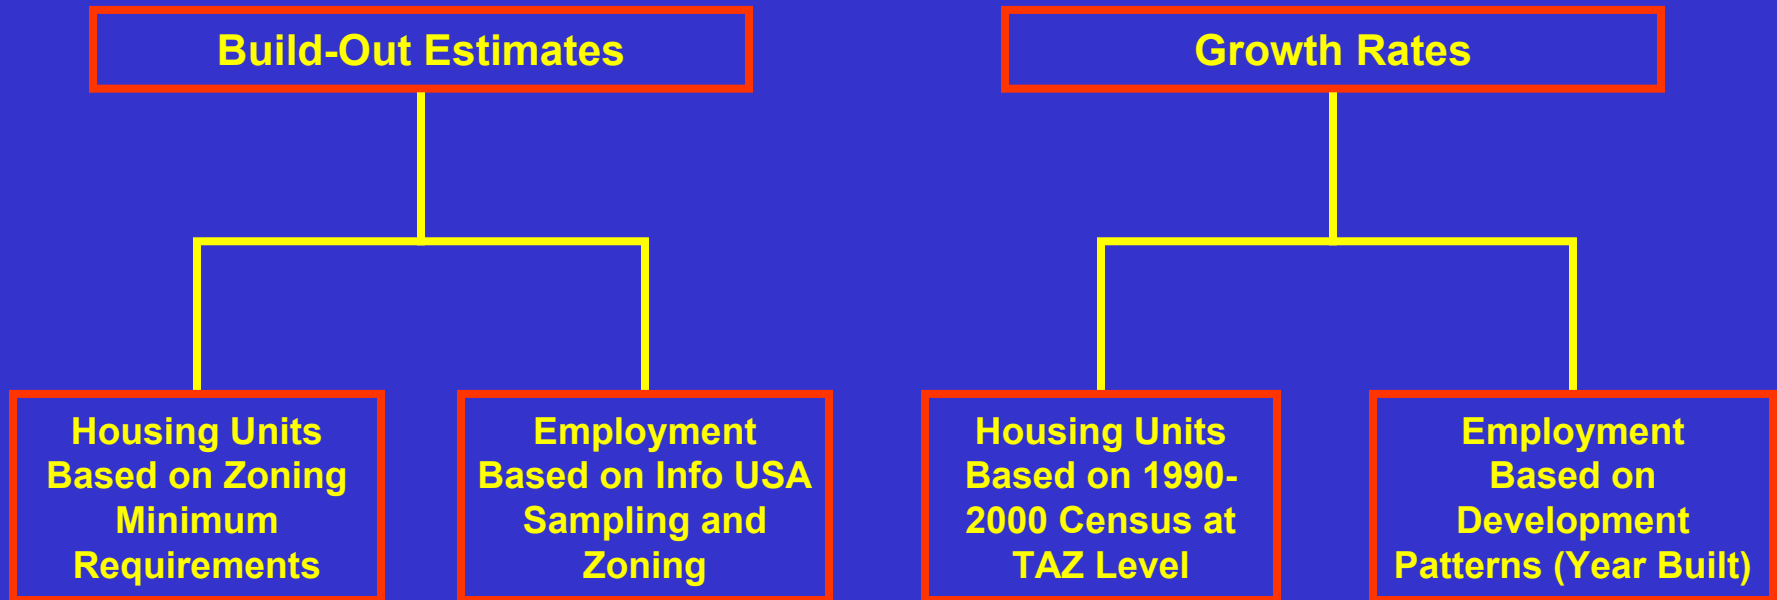 Build-Out Estimates
Growth Rates
Housing Units
Based on Zoning
Minimum
Requirements
Employment
Based on Info USA
Sampling and
Zoning
Housing Units
Based on 1990-
2000 Census at
TAZ Level
Employment
Based on
Development
Patterns (Year Built)